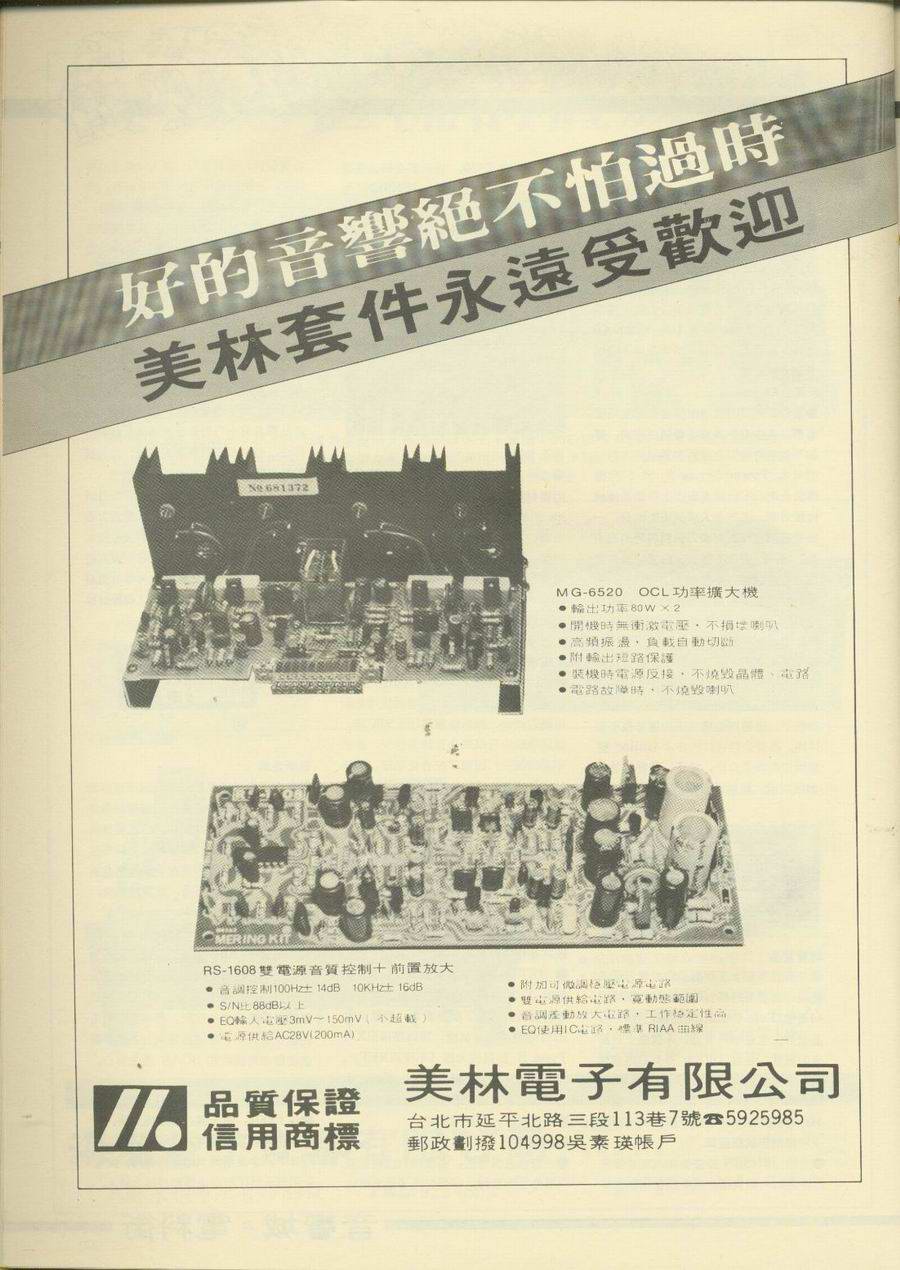 好的音響絕不怕過時
美林套件永遠受歡迎
No 681372
MG-6520 OCL功率擴大機
● 輸出功率80W×2
● 開機時無衝激電壓，不損壞喇叭
● 高頻振盪，負載自動切斷
● 附輸出短路保護
● 裝機時電源反接，不燒毀晶體、電路
● 電路故障時，不燒毀喇叭
MERING KIT
RS-1608雙電源音質控制十前置放大
● 音調控制100Hz± 14dB 10KHz± 16dB
● S/N比88dB以上
● EQ輸入電壓3mV～150mV（不超載）
● 電源供給AC28V(200mA)
● 附加可微調穩壓電源電路
● 雙電源供給電路，寬動態範圍
● 音調差動放大電路，工作穩定性高
● EQ使用IC電路，標準RIAA曲線
品質保證
信用商標
美林電子有限公司
台北市延平北路三段113巷7號☎5925985
郵政劃撥104998吳素瑛帳戶